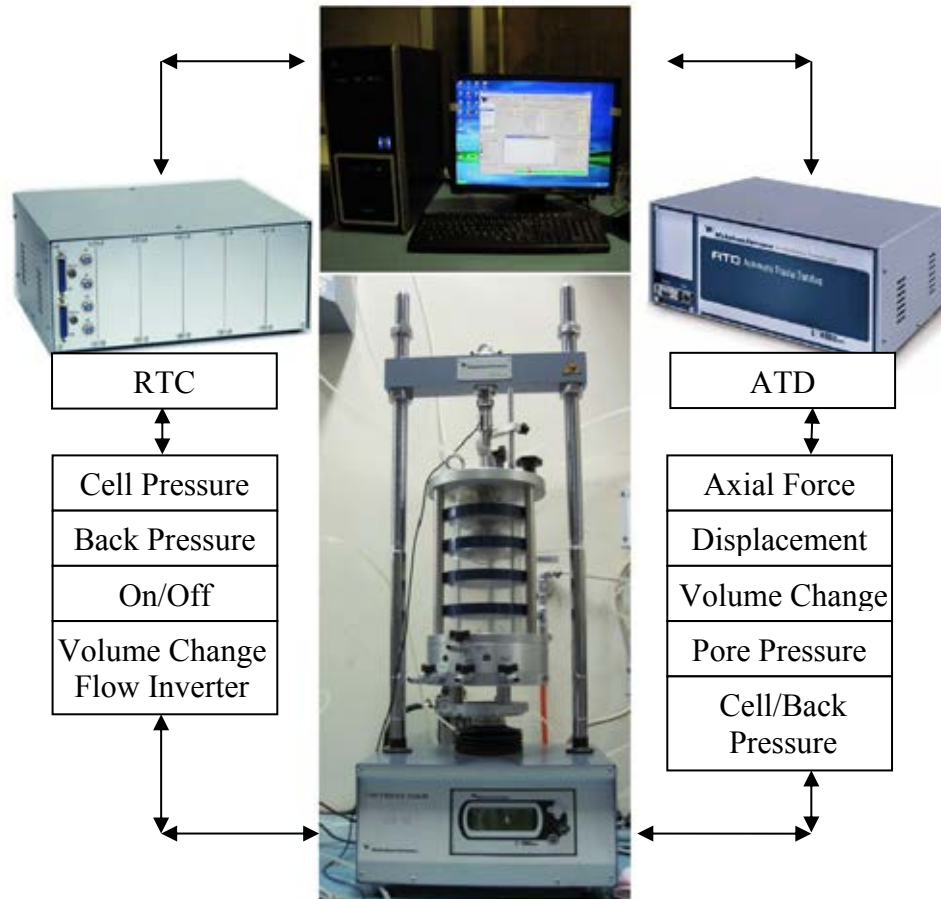 ATD
RTC
Cell Pressure
Back Pressure
On/Off
Volume Change
Flow Inverter
ATD
Axial Force
Displacement
Volume Change
Pore Pressure
Cell/Back
Pressure